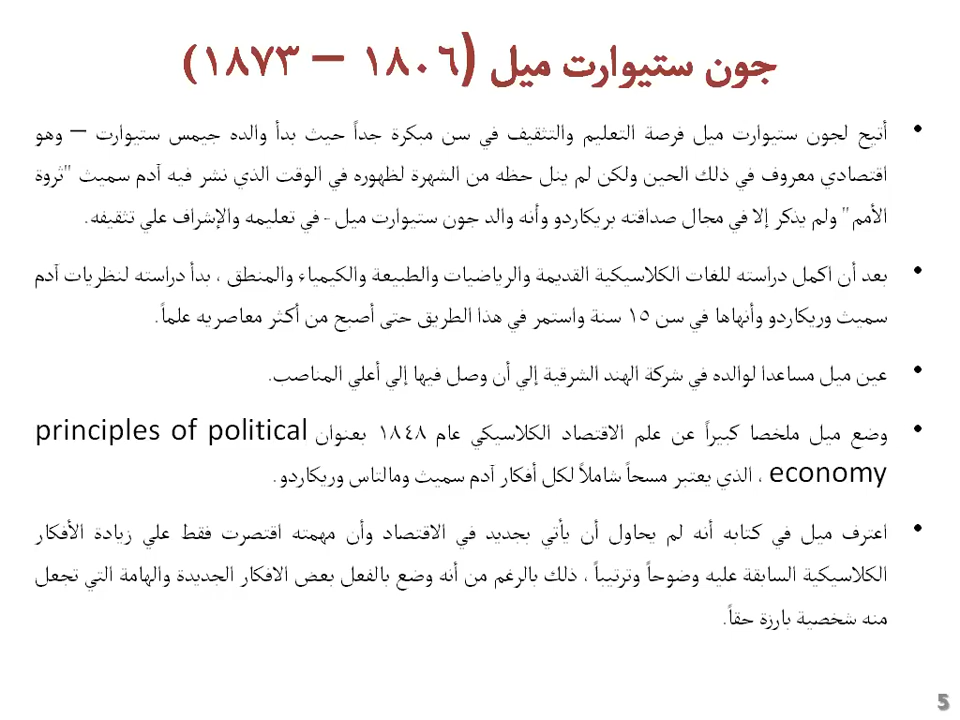 جون ستيوارت ميل (١٨٠٦ – ١٨٧٣)
• أتيح لجون ستيوارت ميل فرصة التعليم والتثقيف في سن مبكرة جداً حيث بدأ والده جيمس ستيوارت – وهو
اقتصادي معروف في ذلك الحين ولكن لم ينل حظه من الشهرة لظهوره في الوقت الذي نشر فيه آدم سميث "ثروة
الأمم" ولم يذكر إلا في مجال صداقته بريكاردو وأنه والد جون ستيوارت ميل - في تعليمه والإشراف علي تثقيفه.
• بعد أن اكمل دراسته للغات الكلاسيكية القديمة والرياضيات والطبيعة والكيمياء والمنطق ، بدأ دراسته لنظريات آدم
سميث وريكاردو وأنهاها في سن ١٥ سنة واستمر في هذا الطريق حتى أصبح من أكثر معاصريه علماً.
• عين ميل مساعدا لوالده في شركة الهند الشرقية إلي أن وصل فيها إلي أعلي المناصب.
• وضع ميل ملخصا كبيراً عن علم الاقتصاد الكلاسيكي عام ١٨٤٨ بعنوان principles of political
economy ، الذي يعتبر مسحاً شاملاً لكل أفكار آدم سميث ومالتاس وريكاردو.
• اعترف ميل في كتابه أنه لم يحاول أن يأتي بجديد في الاقتصاد وأن مهمته اقتصرت فقط علي زيادة الأفكار
الكلاسيكية السابقة عليه وضوحاً وترتيباً ، ذلك بالرغم من أنه وضع بالفعل بعض الافكار الجديدة والهامة التي تجعل
منه شخصية بارزة حقاً.
5